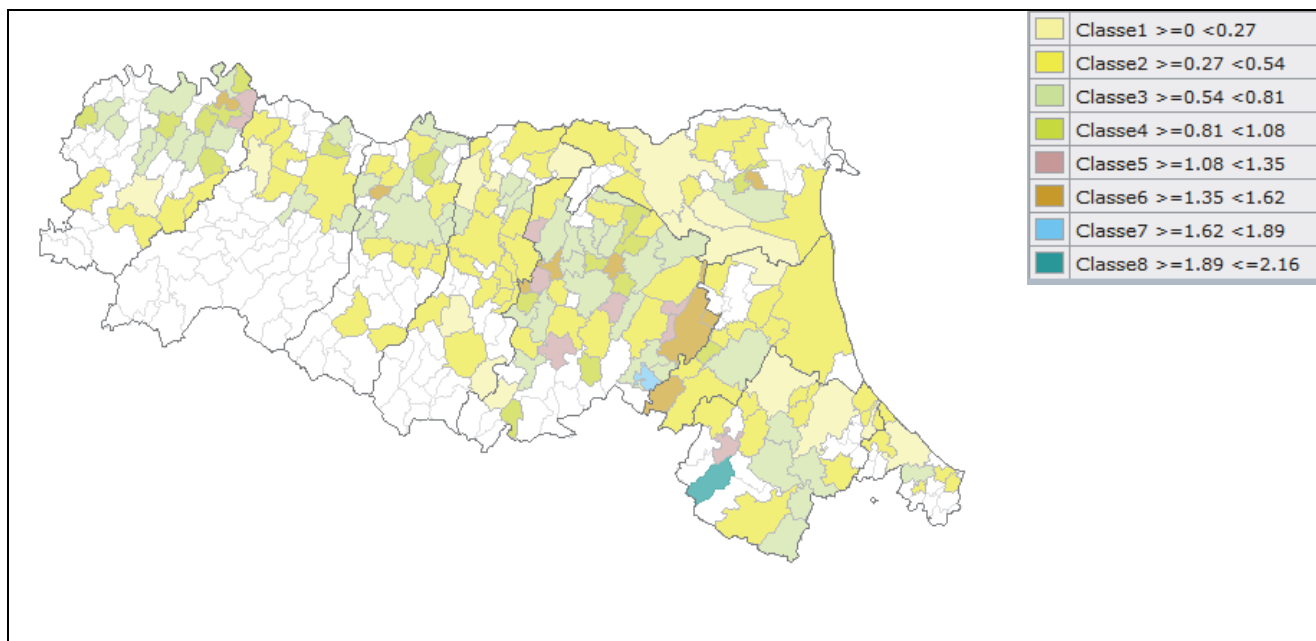 Classe1 >=0 <0.27
Classe2 >=0.27 <0.54
Classe3 >=0.54 <0.81
Classe4 >=0.81 <1.08
Classe5 >=1.08 <1.35
Classe6 >=1.35 <1.62
Classe7 >=1.62 <1.89
Classe8 >=1.89 <=2.16